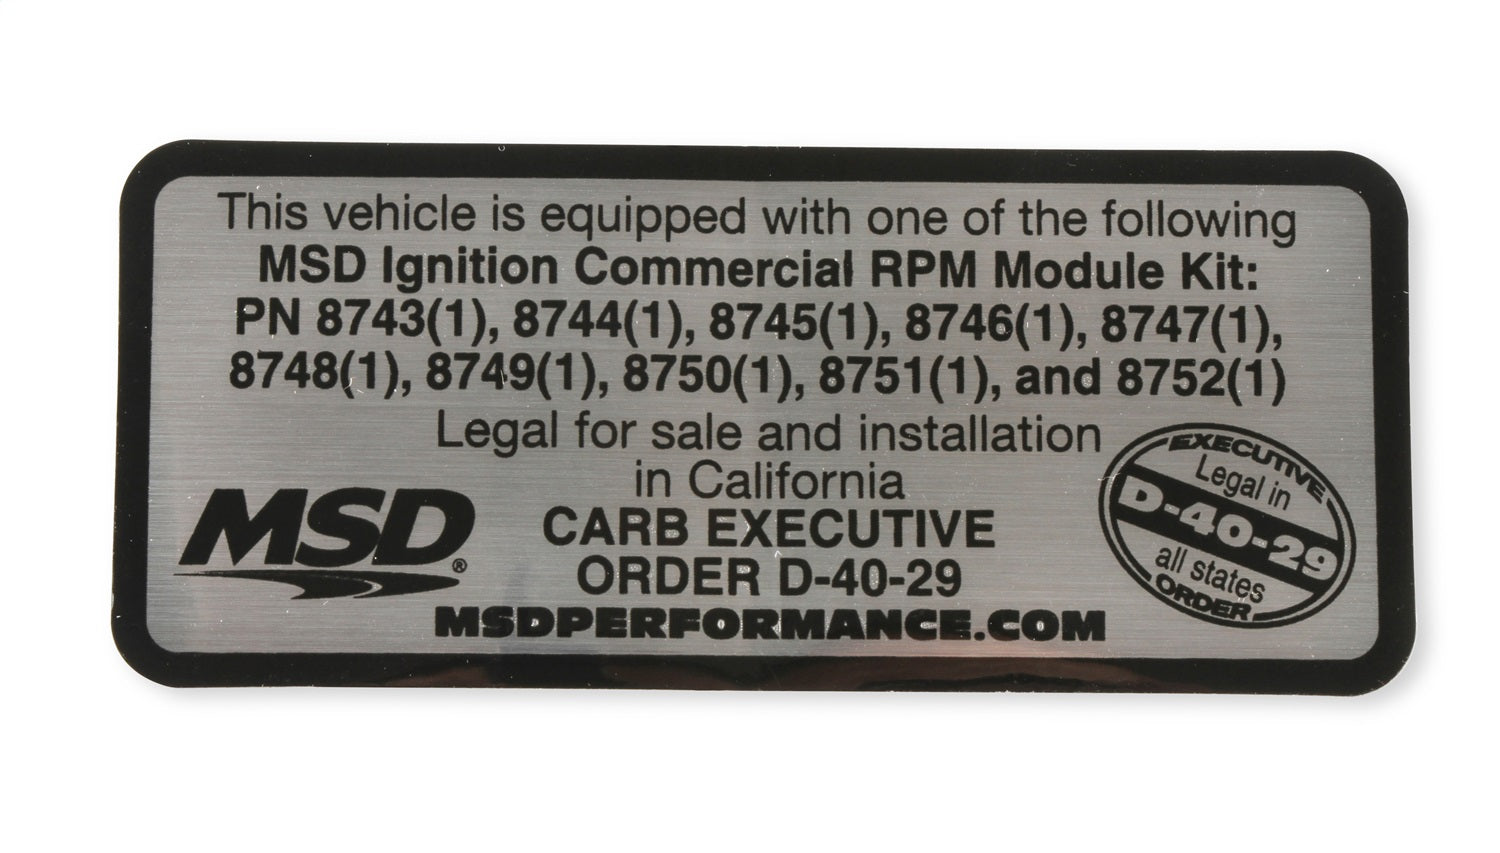 This vehicle is equipped with one of the following
MSD Ignition Commercial RPM Module Kit:
PN 8743(1), 8744(1), 8745(1), 8746(1), 8747(1),
8748(1), 8749(1), 8750(1), 8751(1), and 8752(1)
Legal for sale and installation
in California
CARB EXECUTIVE
ORDER D-40-29
MSDPERFORMANCE.COM
MSD®
EXECUTIVE
Legal in
D-40-29
all states
ORDER